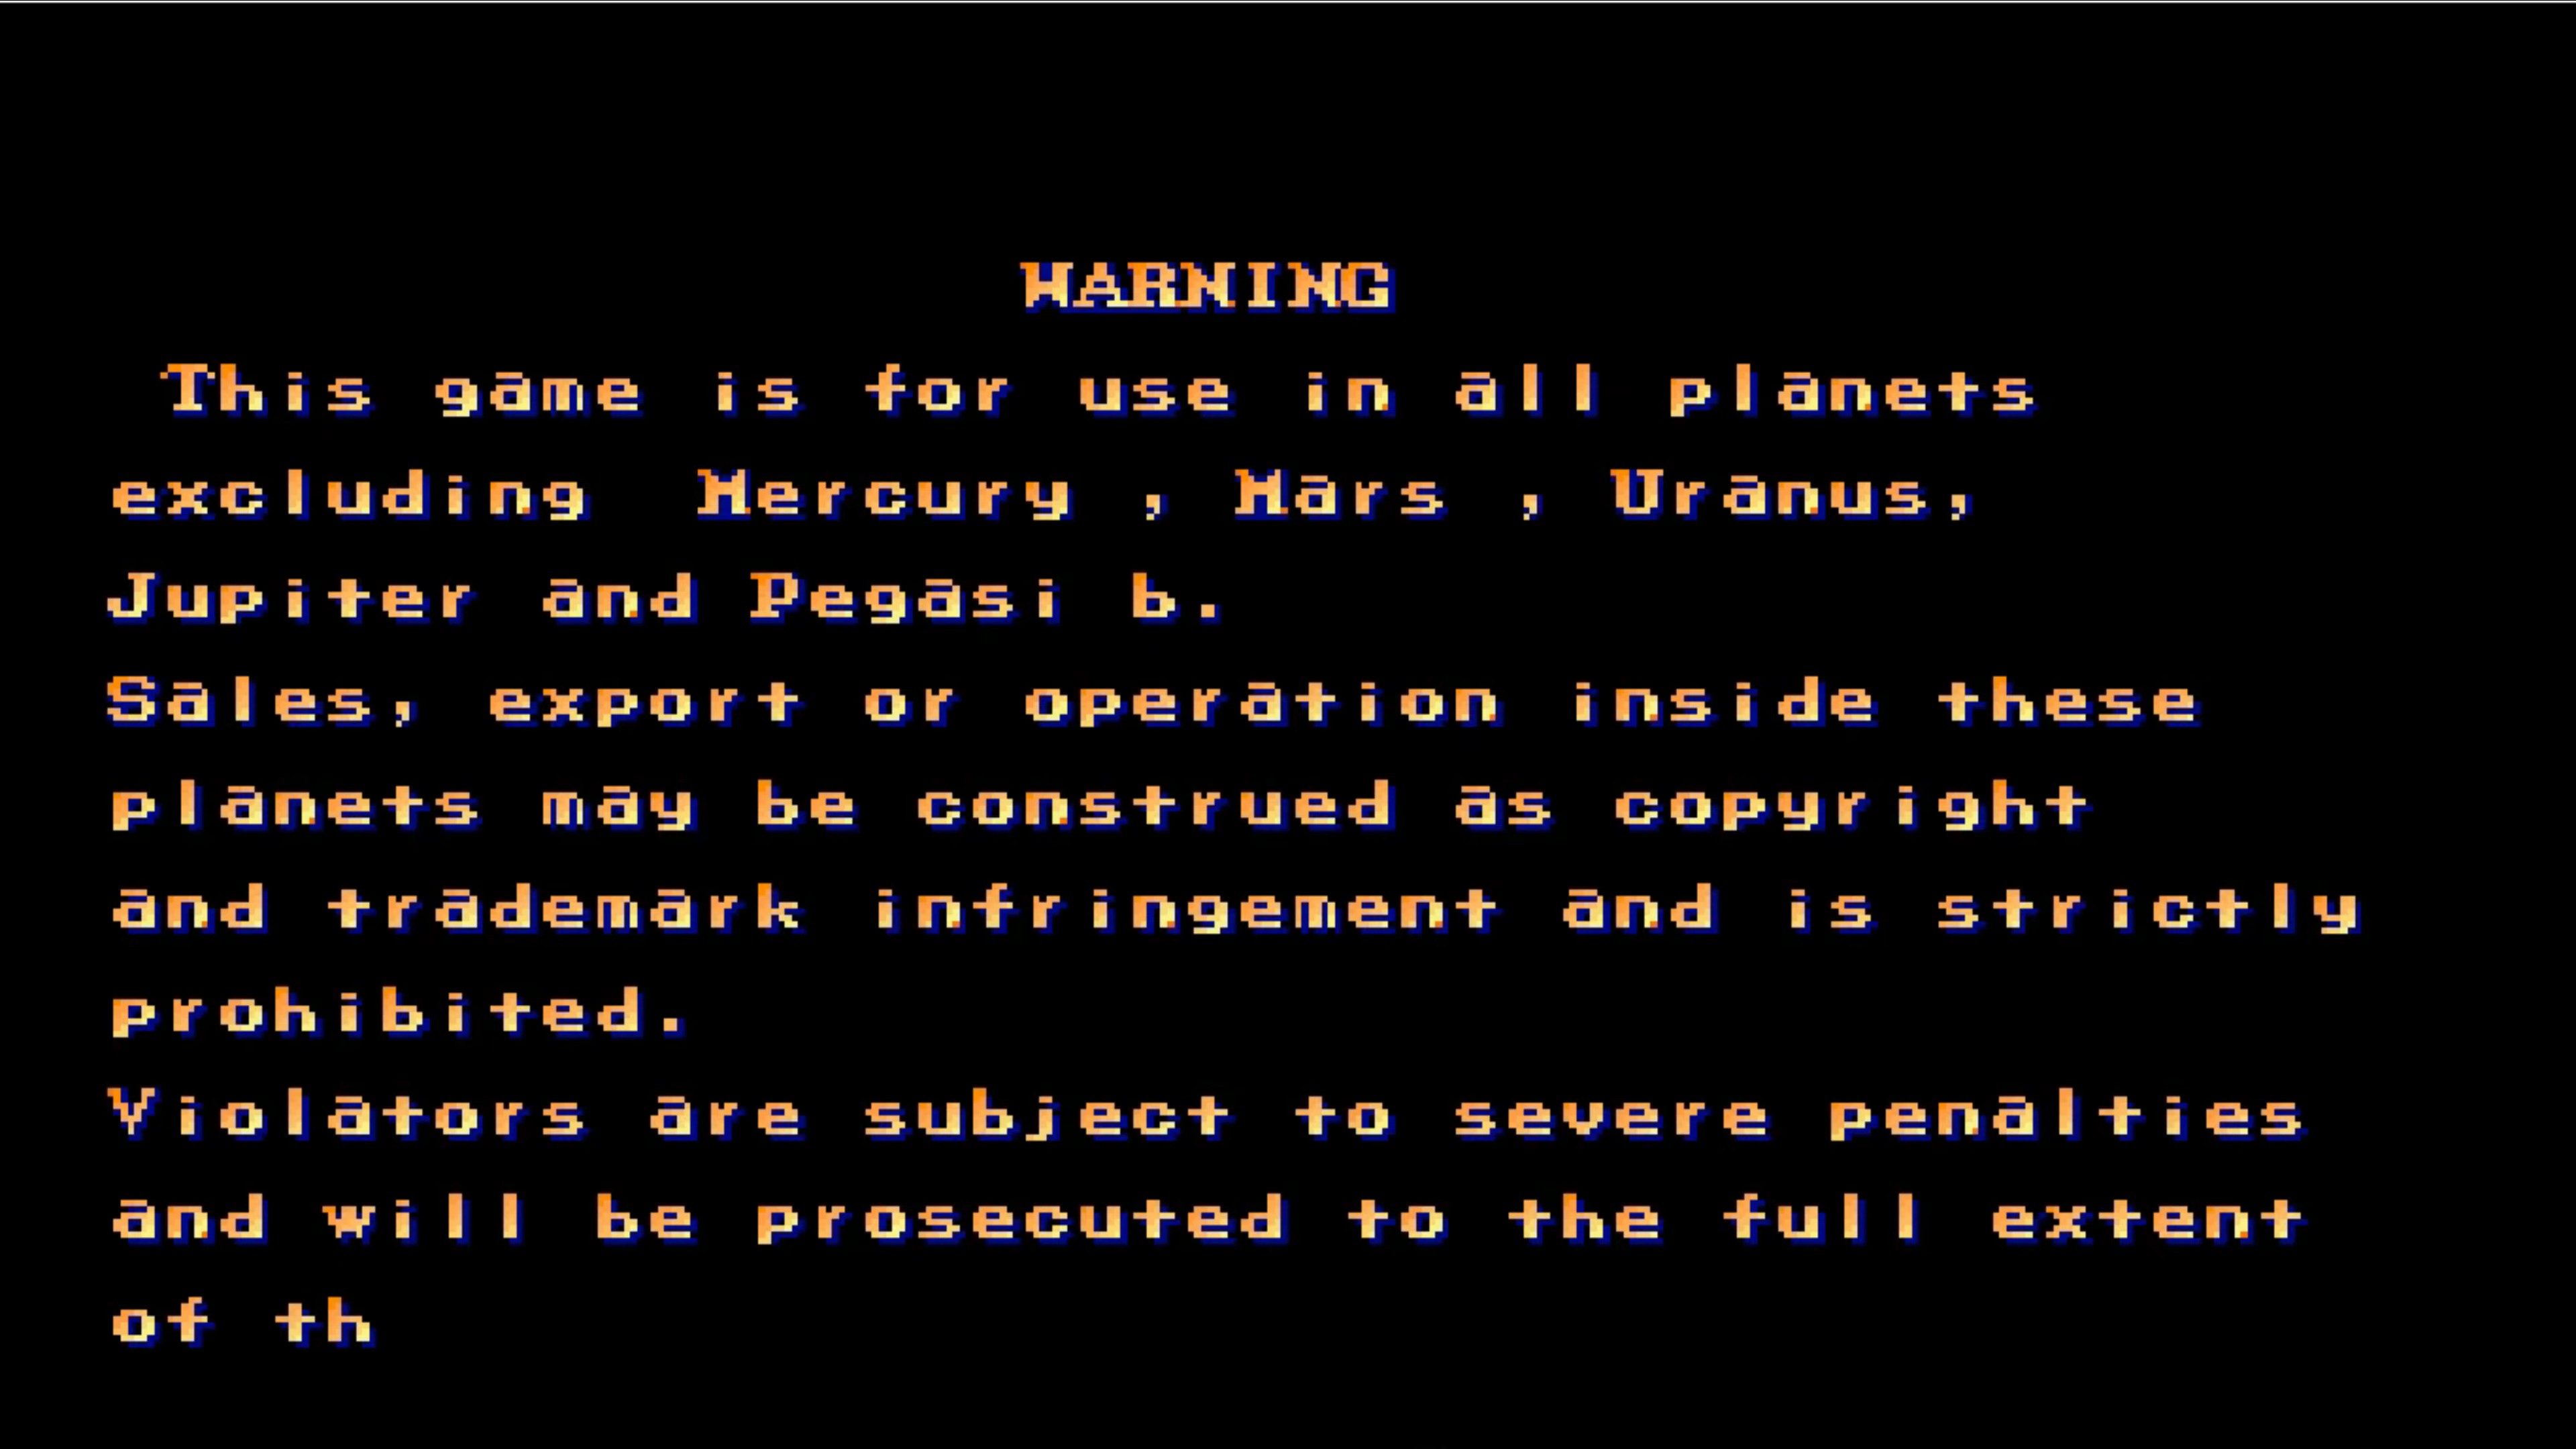 WARNING
This game is for use in all planets
excluding Mercury , Mars , Uranus,
Jupiter and Pegasi b.
Sales, export or operation inside these
planets may be construed as copyright
and trademark infringement and is strictly
prohibited.
Violators are subject to severe penalties
and will be prosecuted to the full extent
of th